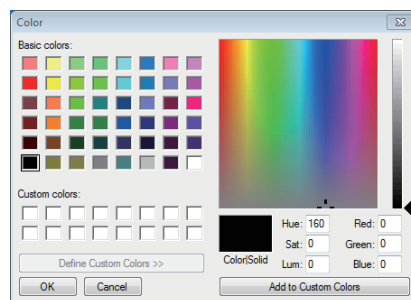 Color
Basic colors:
Custom colors:
Define Custom Colors >>
OK Cancel
Color|Solid
Hue: 160 Red: 0
Sat: 0 Green: 0
Lum: 0 Blue: 0
Add to Custom Colors